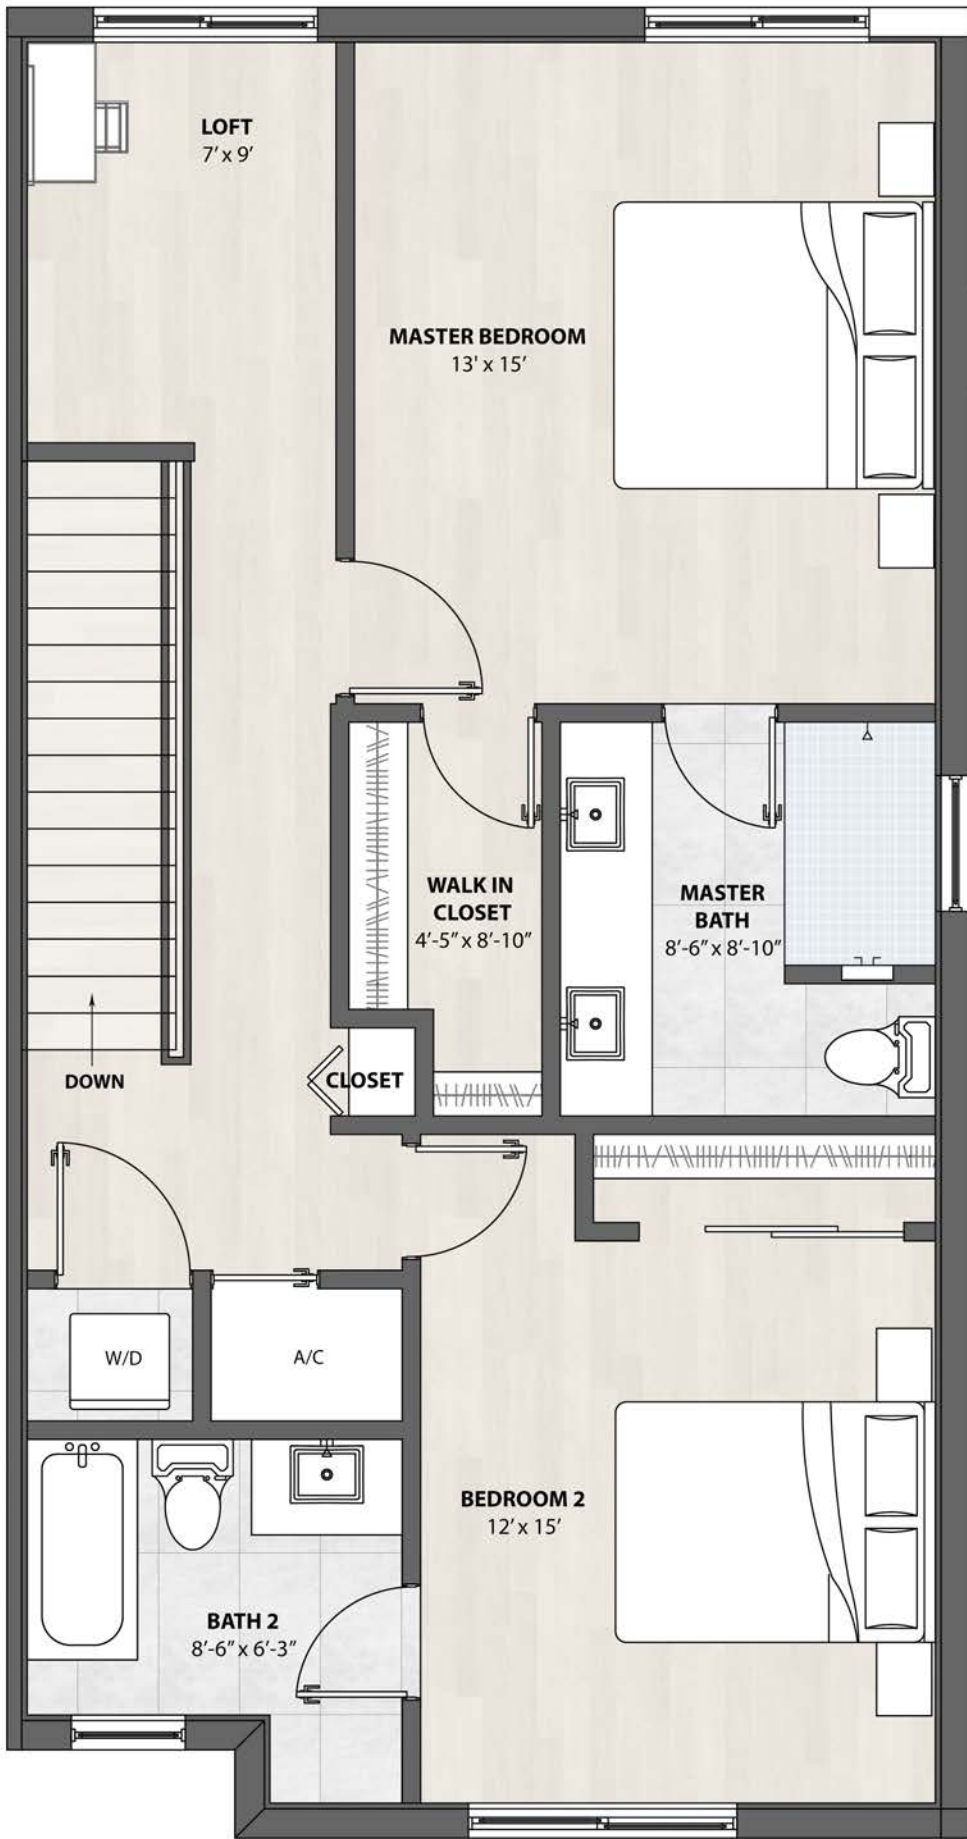 LOFT
7’ x 9’
MASTER BEDROOM
13' x 15’
WALK IN
CLOSET
4’-5” x 8’-10”
MASTER
BATH
8’-6” x 8’-10”
DOWN
CLOSET
W/D
A/C
BEDROOM 2
12’ x 15’
BATH 2
8’-6” x 6’-3”